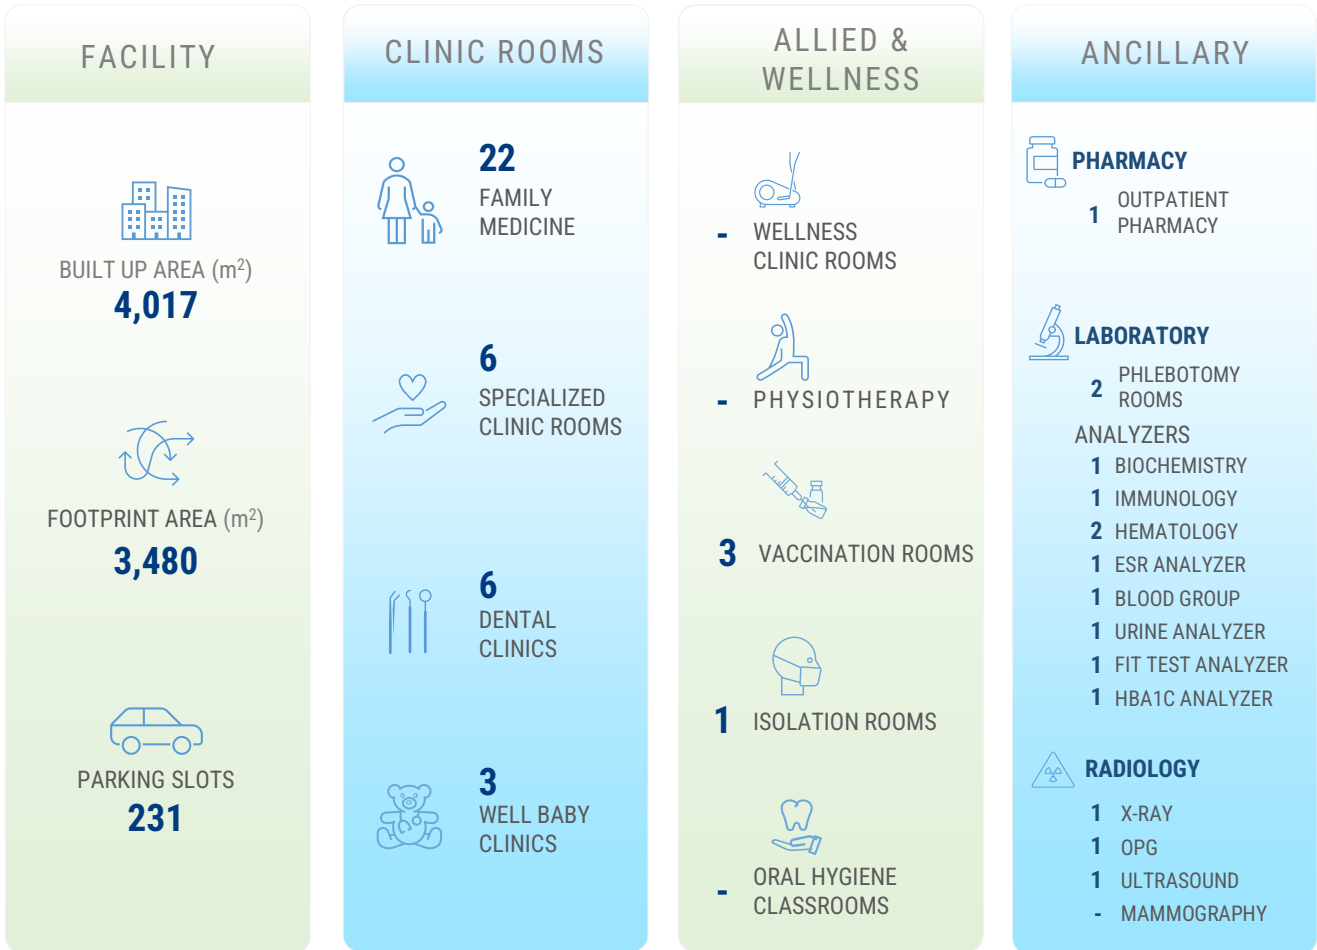 FACILITY
BUILT UP AREA (m²)
4,017
FOOTPRINT AREA (m²)
3,480
PARKING SLOTS
231
CLINIC ROOMS
22
FAMILY
MEDICINE
6
SPECIALIZED
CLINIC ROOMS
6
DENTAL
CLINICS
3
WELL BABY
CLINICS
ALLIED &
WELLNESS
- WELLNESS
CLINIC ROOMS
- PHYSIOTHERAPY
3 VACCINATION ROOMS
1 ISOLATION ROOMS
- ORAL HYGIENE
CLASSROOMS
ANCILLARY
PHARMACY
1 OUTPATIENT
PHARMACY
LABORATORY
2 PHLEBOTOMY
ROOMS
ANALYZERS
1 BIOCHEMISTRY
1 IMMUNOLOGY
2 HEMATOLOGY
1 ESR ANALYZER
1 BLOOD GROUP
1 URINE ANALYZER
1 FIT TEST ANALYZER
1 HBA1C ANALYZER
RADIOLOGY
1 X-RAY
1 OPG
1 ULTRASOUND
- MAMMOGRAPHY